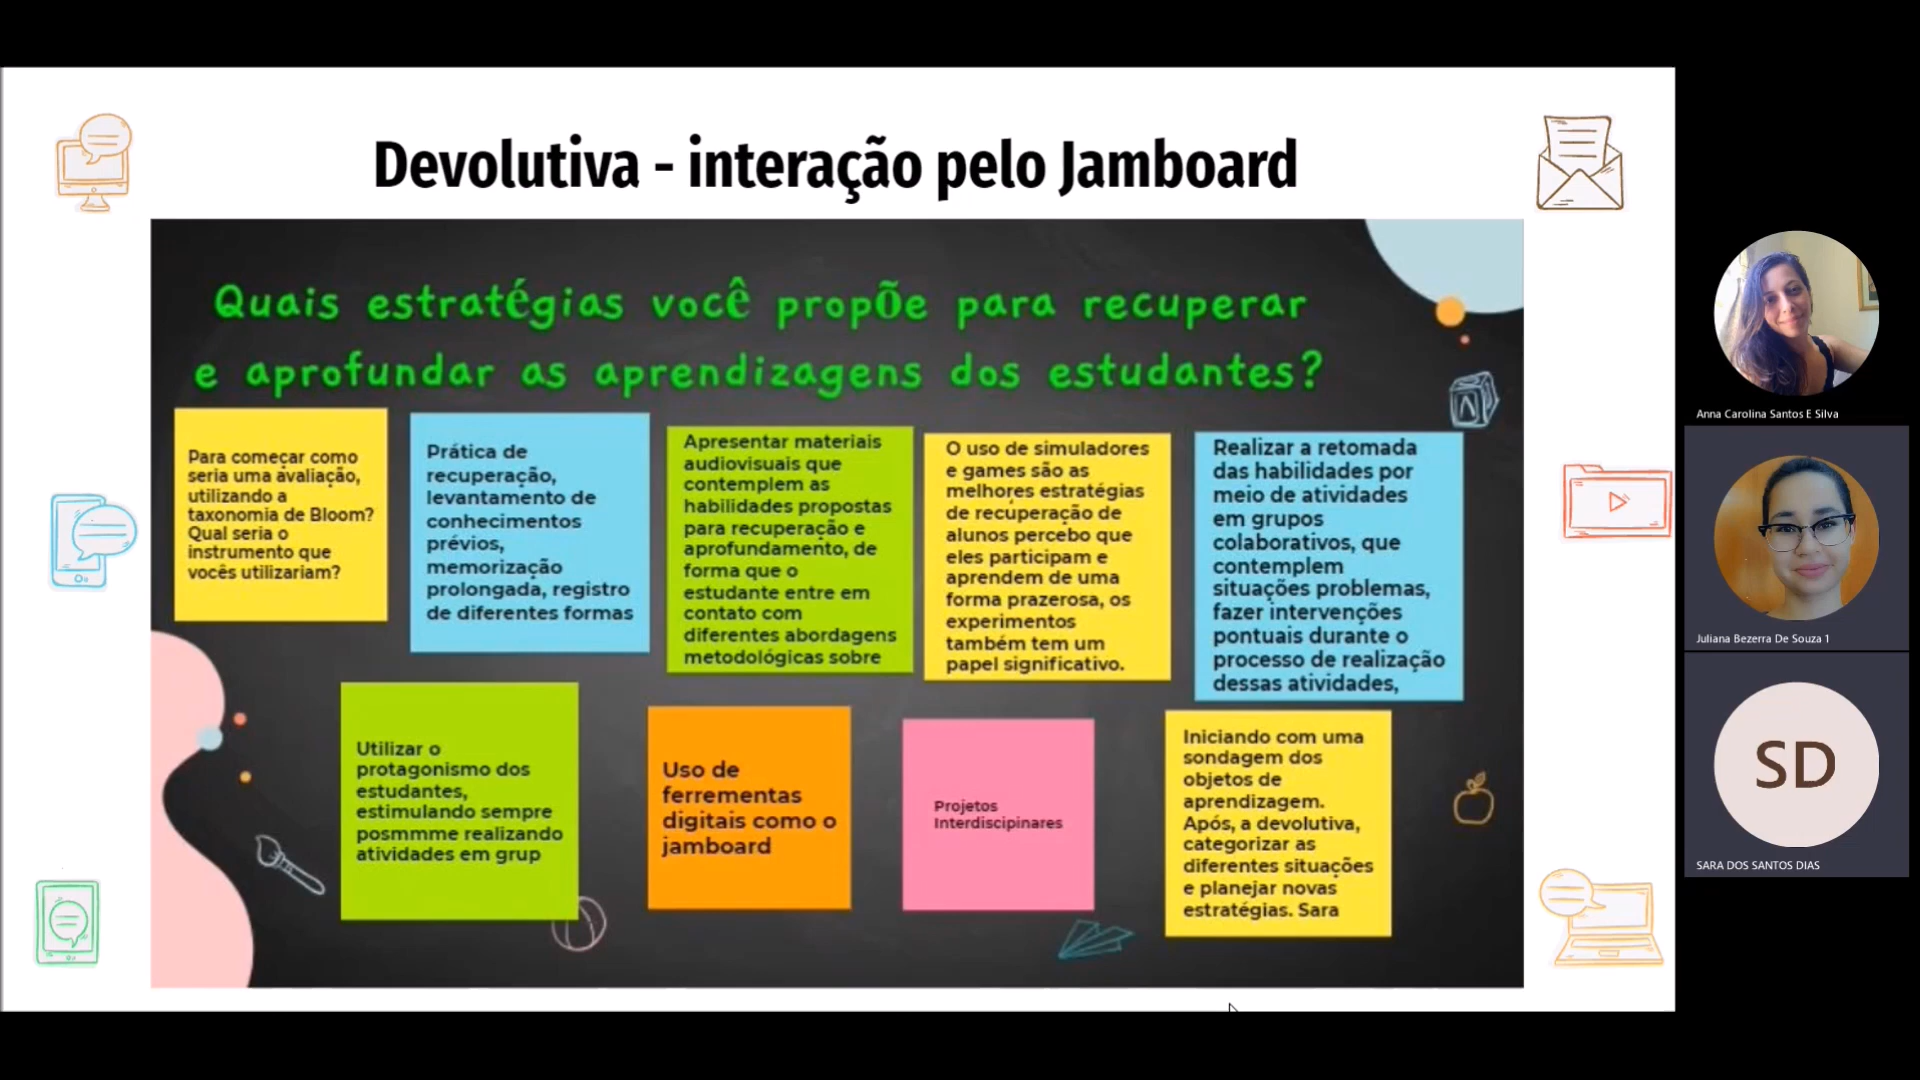 Devolutiva - interação pelo Jamboard
Quais estratégias você propõe para recuperar
e aprofundar as aprendizagens dos estudantes?
Para começar como
seria uma avaliação,
utilizando a
taxonomia de Bloom?
Qual seria o
instrumento que
vocês utilizariam?
Prática de
recuperação,
levantamento de
conhecimentos
prévios,
memorização
prolongada, registro
de diferentes formas
Apresentar materiais
audiovisuais que
contemplem as
habilidades propostas
para recuperação e
aprofundamento, de
forma que o
estudante entre em
contato com
diferentes abordagens
metodológicas sobre
O uso de simuladores
e games são as
melhores estratégias
de recuperação de
alunos percebo que
eles participam e
aprendem de uma
forma prazerosa, os
experimentos
também tem um
papel significativo.
Realizar a retomada
das habilidades por
meio de atividades
em grupos
colaborativos, que
contemplem
situações problemas,
fazer intervenções
pontuais durante o
processo de realização
dessas atividades,
Utilizar o
protagonismo dos
estudantes,
estimulando sempre
posmmme realizando
atividades em grup
Uso de
ferrementas
digitais como o
jamboard
Projetos
Interdiscipinares
Iniciando com uma
sondagem dos
objetos de
aprendizagem.
Após, a devolutiva,
categorizar as
diferentes situações
e planejar novas
estratégias. Sara
Anna Carolina Santos E Silva
Juliana Bezerra De Souza 1
SD
SARA DOS SANTOS DIAS